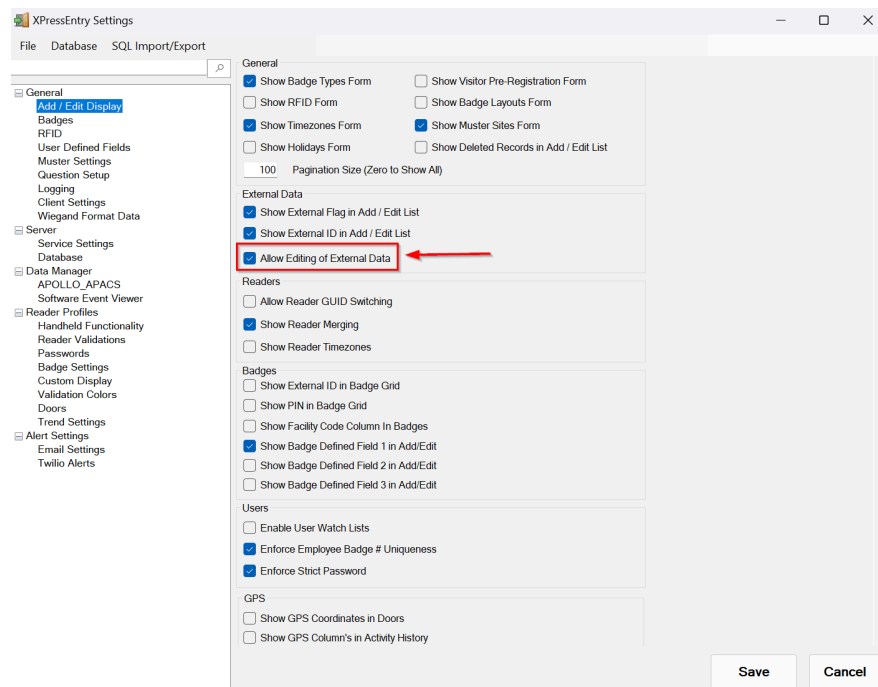 XPressEntry Settings
File Database SQL Import/Export
General
Add / Edit Display
Badges
RFID
User Defined Fields
Muster Settings
Question Setup
Logging
Client Settings
Wiegand Format Data
Server
Service Settings
Database
Data Manager
APOLLO_APACS
Software Event Viewer
Reader Profiles
Handheld Functionality
Reader Validations
Passwords
Badge Settings
Custom Display
Validation Colors
Doors
Trend Settings
Alert Settings
Email Settings
Twilio Alerts
General
Show Badge Types Form Show Visitor Pre-Registration Form
Show RFID Form Show Badge Layouts Form
Show Timezones Form Show Muster Sites Form
Show Holidays Form Show Deleted Records in Add / Edit List
100 Pagination Size (Zero to Show All)
External Data
Show External Flag in Add / Edit List
Show External ID in Add / Edit List
Allow Editing of External Data
Readers
Allow Reader GUID Switching
Show Reader Merging
Show Reader Timezones
Badges
Show External ID in Badge Grid
Show PIN in Badge Grid
Show Facility Code Column In Badges
Show Badge Defined Field 1 in Add/Edit
Show Badge Defined Field 2 in Add/Edit
Show Badge Defined Field 3 in Add/Edit
Users
Enable User Watch Lists
Enforce Employee Badge # Uniqueness
Enforce Strict Password
GPS
Show GPS Coordinates in Doors
Show GPS Column's in Activity History
Save Cancel